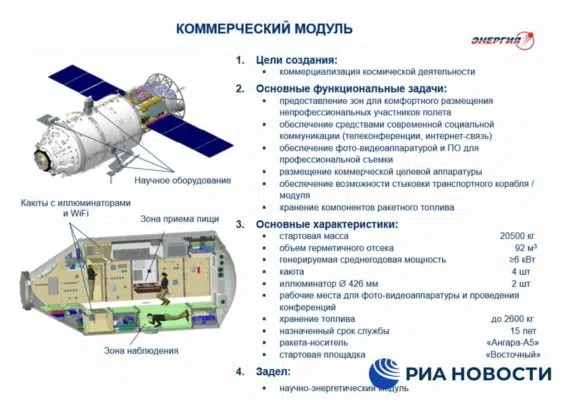 КОММЕРЧЕСКИЙ МОДУЛЬ
ЭНЕРГИЯ
1. Цели создания:
• коммерциализация космической деятельности
2. Основные функциональные задачи:
• предоставление зон для комфортного размещения
непрофессиональных участников полета
• обеспечение средствами современной социальной
коммуникации (телеконференции, интернет-связь)
• обеспечение фото-видеоаппаратурой и ПО для
профессиональной съемки
• размещение коммерческой целевой аппаратуры
• обеспечение возможности стыковки транспортного корабля /
модуля
• хранение компонентов ракетного топлива
3. Основные характеристики:
• стартовая масса 20500 кг
• объем герметичного отсека 92 м³
• генерируемая среднегодовая мощность ≥6 кВт
• каюта 4 шт
• иллюминатор Ø 426 мм 2 шт
• рабочие места для фото-видеоаппаратуры и проведения
конференций
• хранение топлива до 2600 кг
• назначенный срок службы 15 лет
• ракета-носитель «Ангара-А5»
• стартовая площадка «Восточный»
4. Задел:
• научно-энергетический модуль
Научное оборудование
Каюты с иллюминаторами
и WiFi
Зона приема пищи
Зона наблюдения
РИА НОВОСТИ